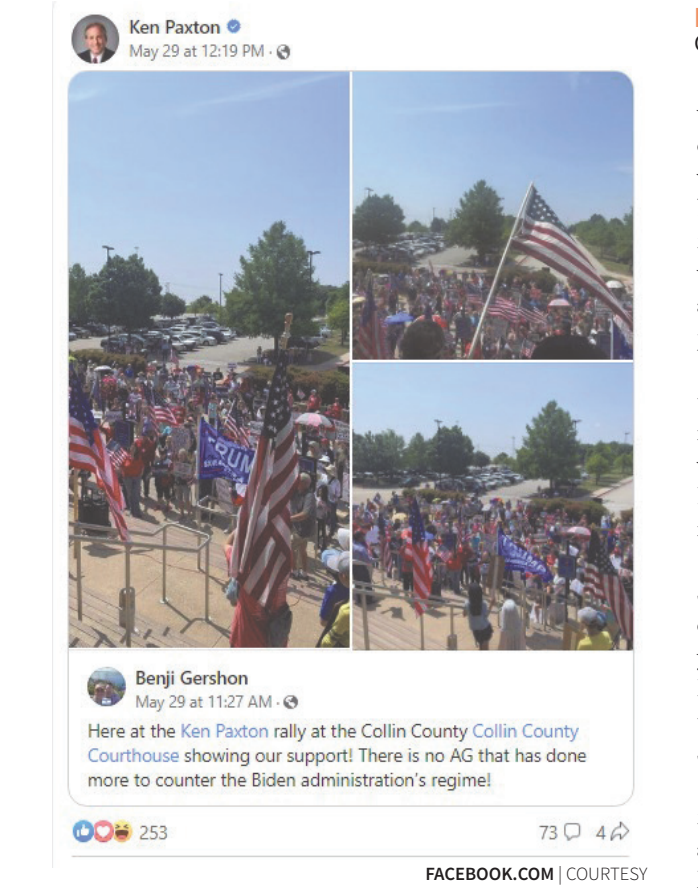 Ken Paxton
May 29 at 12:19 PM ·
TRUMP
Benji Gershon
May 29 at 11:27 AM ·
Here at the Ken Paxton rally at the Collin County Collin County
Courthouse showing our support! There is no AG that has done
more to counter the Biden administration's regime!
253
73
4
FACEBOOK.COM | COURTESY